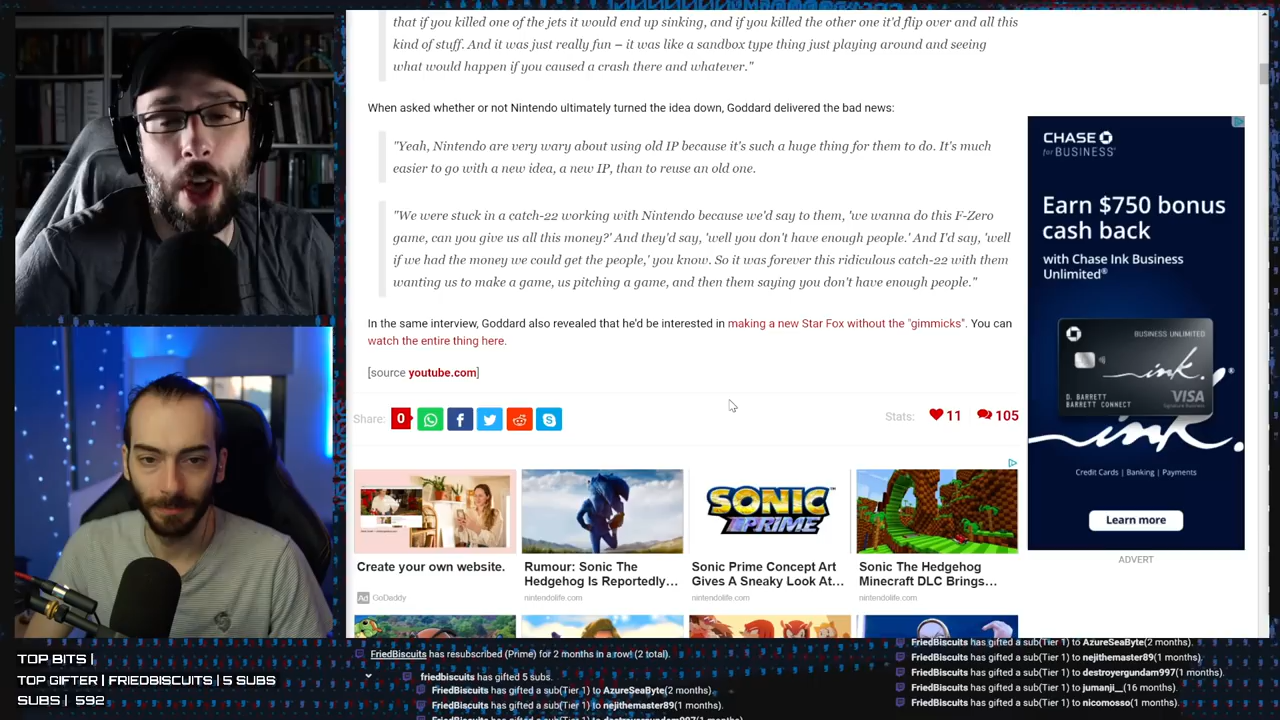 that if you killed one of the jets it would end up sinking, and if you killed the other one it'd flip over and all this
kind of stuff. And it was just really fun – it was like a sandbox type thing just playing around and seeing
what would happen if you caused a crash there and whatever."
When asked whether or not Nintendo ultimately turned the idea down, Goddard delivered the bad news:
"Yeah, Nintendo are very wary about using old IP because it's such a huge thing for them to do. It's much
easier to go with a new idea, a new IP, than to reuse an old one.
"We were stuck in a catch-22 working with Nintendo because we'd say to them, 'we wanna do this F-Zero
game, can you give us all this money?' And they'd say, 'well you don't have enough people.' And I'd say, 'well
if we had the money we could get the people,' you know. So it was forever this ridiculous catch-22 with them
wanting us to make a game, us pitching a game, and then them saying you don't have enough people."
In the same interview, Goddard also revealed that he'd be interested in making a new Star Fox without the "gimmicks". You can
watch the entire thing here.
[source youtube.com]
Share: 0
Stats: 11 105
CHASE
for BUSINESS®
Earn $750 bonus
cash back
with Chase Ink Business
Unlimited®
BUSINESS UNLIMITED
ink.
D. BARRETT
BARRETT CONNECT
VISA
ink.
Credit Cards | Banking | Payments
Learn more
ADVERT
SONIC
PRIME
Create your own website.
Ad GoDaddy
Rumour: Sonic The
Hedgehog Is Reportedly...
nintendolife.com
Sonic Prime Concept Art
Gives A Sneaky Look At...
nintendolife.com
Sonic The Hedgehog
Minecraft DLC Brings...
nintendolife.com
TOP BITS |
TOP GIFTER | FRIEDBISCUITS | 5 SUBS
SUBS | 592
FriedBiscuits has resubscribed (Prime) for 2 months in a row! (2 total).
friedbiscuits has gifted 5 subs.
FriedBiscuits has gifted a sub(Tier 1) to AzureSeaByte(2 months).
FriedBiscuits has gifted a sub(Tier 1) to nejithemaster89(1 months).
FriedBiscuits has gifted a sub(Tier 1) to destroyergundam997(1 months).
FriedBiscuits has gifted a sub(Tier 1) to AzureSeaByte(2 months).
FriedBiscuits has gifted a sub(Tier 1) to nejithemaster89(1 months).
FriedBiscuits has gifted a sub(Tier 1) to destroyergundam997(1 months).
FriedBiscuits has gifted a sub(Tier 1) to jumanji__(16 months).
FriedBiscuits has gifted a sub(Tier 1) to nicomosso(1 months).